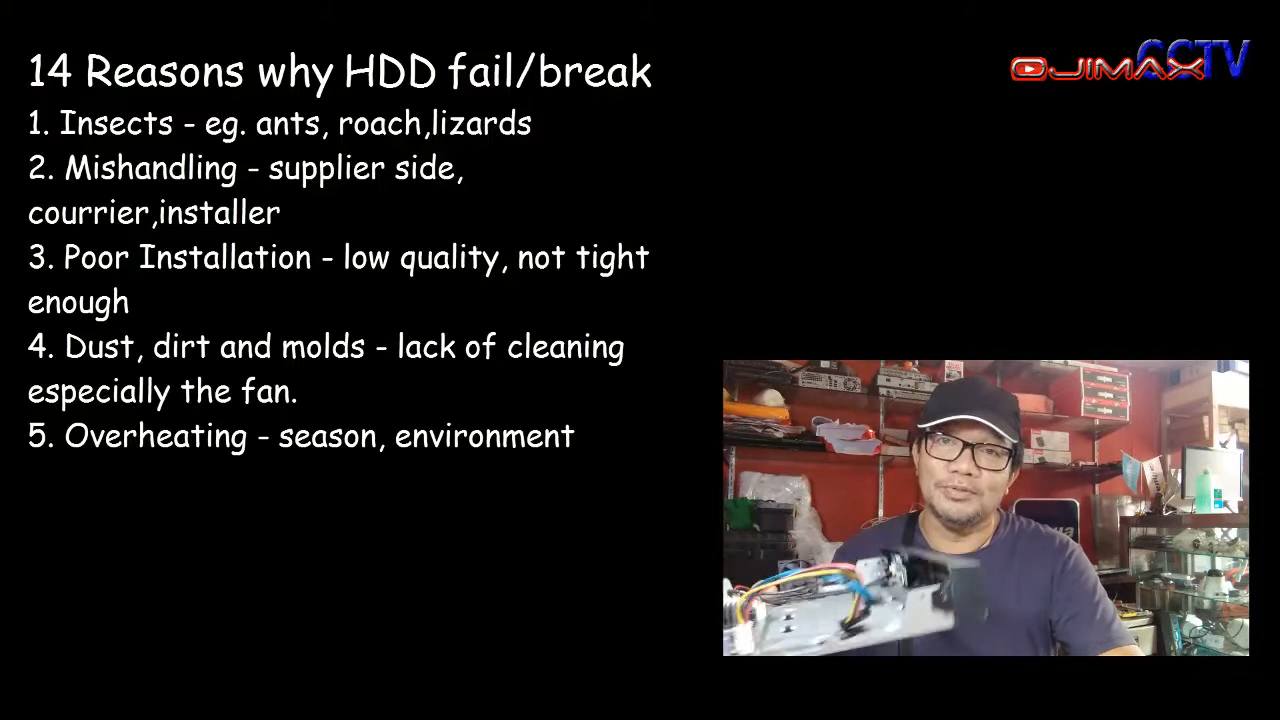 14 Reasons why HDD fail/break
1. Insects - eg. ants, roach,lizards
2. Mishandling - supplier side,
courrier,installer
3. Poor Installation - low quality, not tight
enough
4. Dust, dirt and molds - lack of cleaning
especially the fan.
5. Overheating - season, environment
OJIMAX CCTV